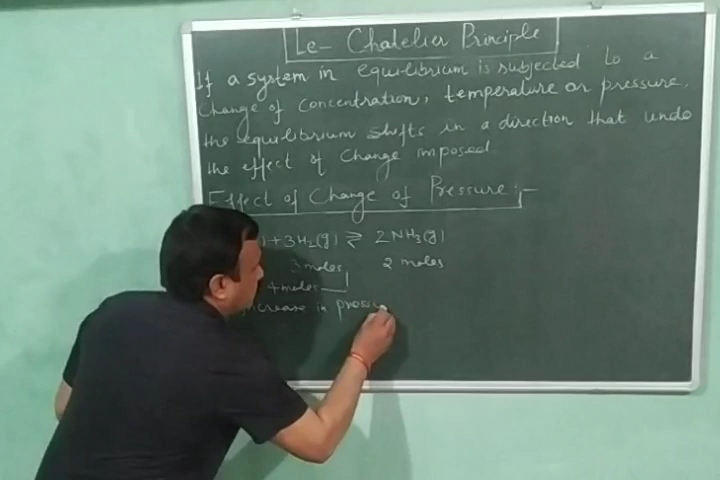 Le- Chatelier Principle
If a system in equilibrium is subjected to a
change of concentration, temperature or pressure,
the equilibrium shifts in a direction that undo
the effect of change imposed.
Effect of Change of Pressure:-
)+3H₂(g) ⇌ 2NH₃(g)
3 moles 2 moles
4 moles
increase in pressu